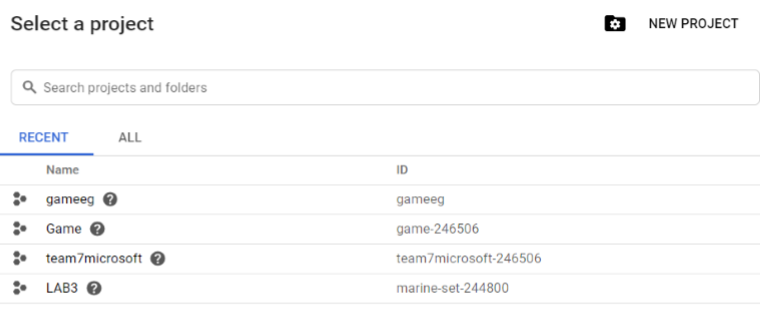 Select a project NEW PROJECT
Search projects and folders
RECENT ALL
Name ID
gameeg gameeg
Game game-246506
team7microsoft team7microsoft-246506
LAB3 marine-set-244800